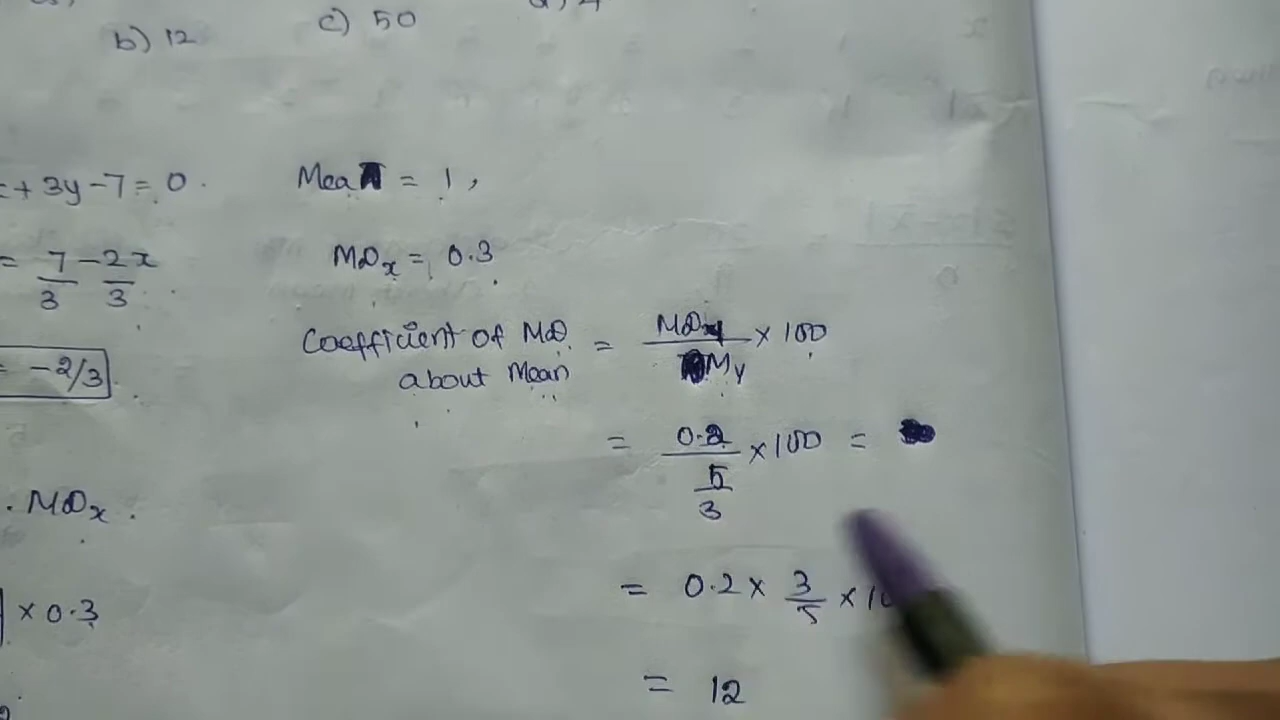 b) 12
c) 50
+ 3y - 7 = 0.
= 7/3 - 2x/3
= -2/3
. MDx .
× 0.3
Mean = 1,
MDx = 0.3
Coefficient of MD about Mean = MDy/My × 100
= 0.2/(5/3) × 100 =
= 0.2 × 3/5 ×
= 12